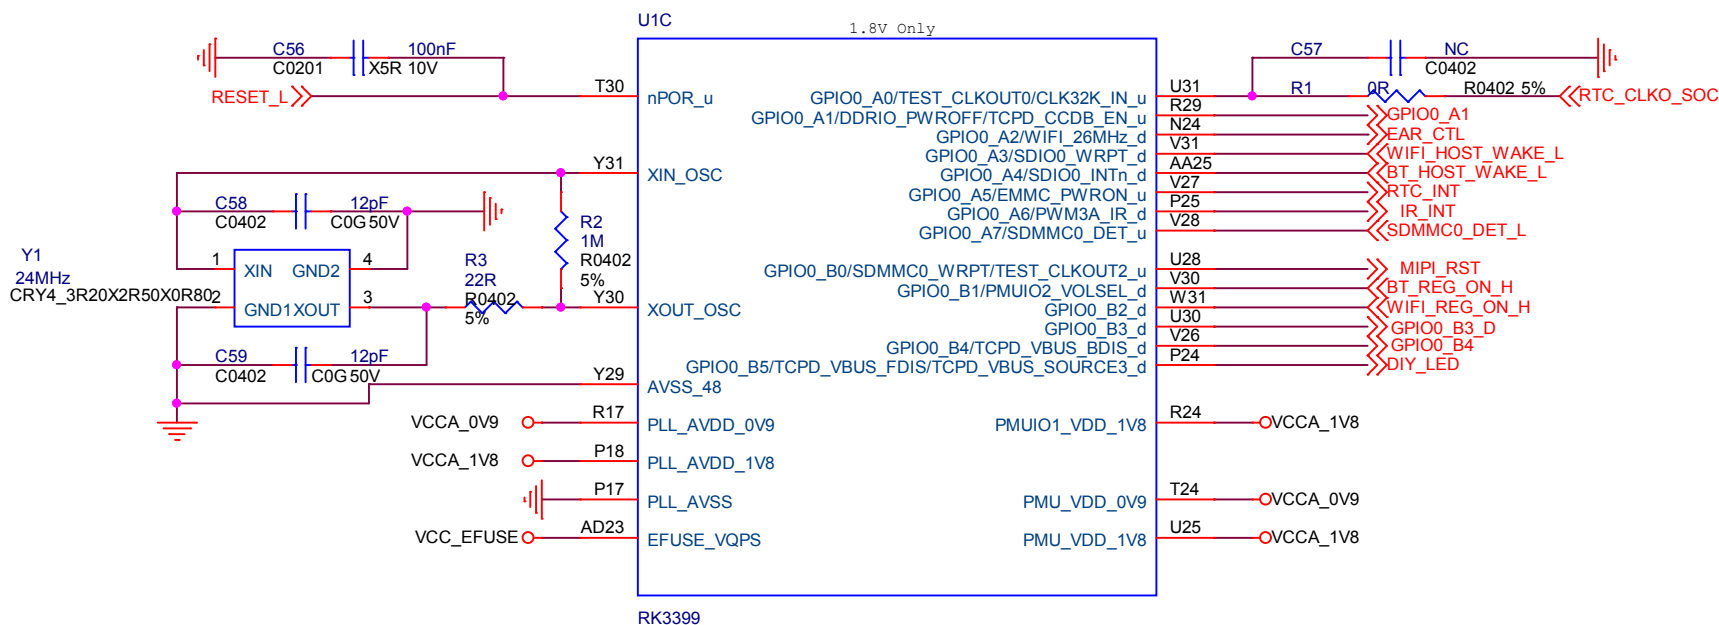 U1C
1.8V Only
C56 100nF
C0201 X5R 10V
RESET_L
T30 nPOR_u
Y31 XIN_OSC
C58 12pF
C0402 C0G 50V
R2
1M
R0402
5%
Y1
24MHz
CRY4_3R20X2R50X0R80
1 XIN GND2 4
2 GND1 XOUT 3
R3
22R
R0402
5%
Y30 XOUT_OSC
C59 12pF
C0402 C0G 50V
Y29 AVSS_48
VCCA_0V9 R17 PLL_AVDD_0V9
VCCA_1V8 P18 PLL_AVDD_1V8
P17 PLL_AVSS
VCC_EFUSE AD23 EFUSE_VQPS
C57 NC
C0402
GPIO0_A0/TEST_CLKOUT0/CLK32K_IN_u U31 R1 0R R0402 5% RTC_CLKO_SOC
GPIO0_A1/DDRIO_PWROFF/TCPD_CCDB_EN_u R29 GPIO0_A1
GPIO0_A2/WIFI_26MHz_d N24 EAR_CTL
GPIO0_A3/SDIO0_WRPT_d V31 WIFI_HOST_WAKE_L
GPIO0_A4/SDIO0_INTn_d AA25 BT_HOST_WAKE_L
GPIO0_A5/EMMC_PWRON_u V27 RTC_INT
GPIO0_A6/PWM3A_IR_d P25 IR_INT
GPIO0_A7/SDMMC0_DET_u V28 SDMMC0_DET_L
GPIO0_B0/SDMMC0_WRPT/TEST_CLKOUT2_u U28 MIPI_RST
GPIO0_B1/PMUIO2_VOLSEL_d V30 BT_REG_ON_H
GPIO0_B2_d W31 WIFI_REG_ON_H
GPIO0_B3_d U30 GPIO0_B3_D
GPIO0_B4/TCPD_VBUS_BDIS_d V26 GPIO0_B4
GPIO0_B5/TCPD_VBUS_FDIS/TCPD_VBUS_SOURCE3_d P24 DIY_LED
PMUIO1_VDD_1V8 R24 VCCA_1V8
PMU_VDD_0V9 T24 VCCA_0V9
PMU_VDD_1V8 U25 VCCA_1V8
RK3399